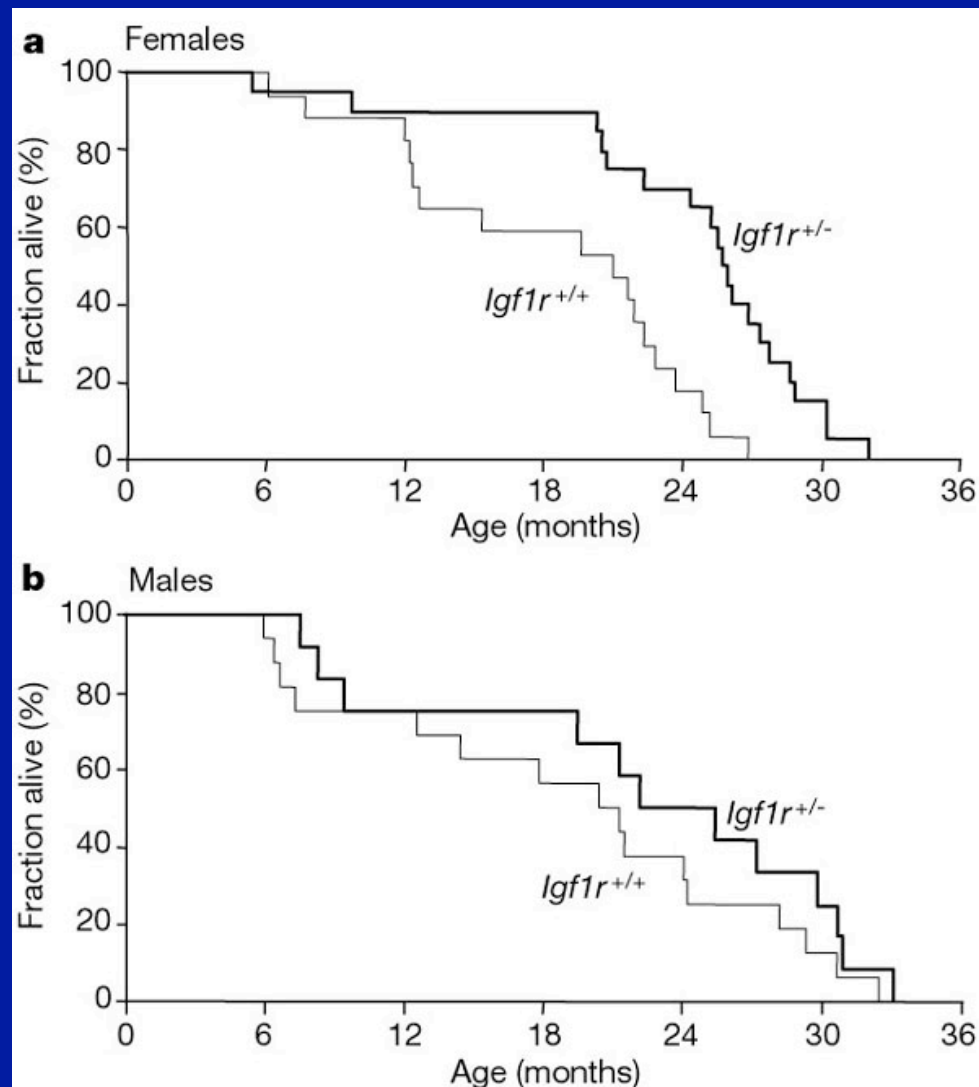 a Females
100
80
60
40
20
0
Fraction alive (%)
Igf1r+/-
Igf1r+/+
0 6 12 18 24 30 36
Age (months)
b Males
100
80
60
40
20
0
Fraction alive (%)
Igf1r+/-
Igf1r+/+
0 6 12 18 24 30 36
Age (months)